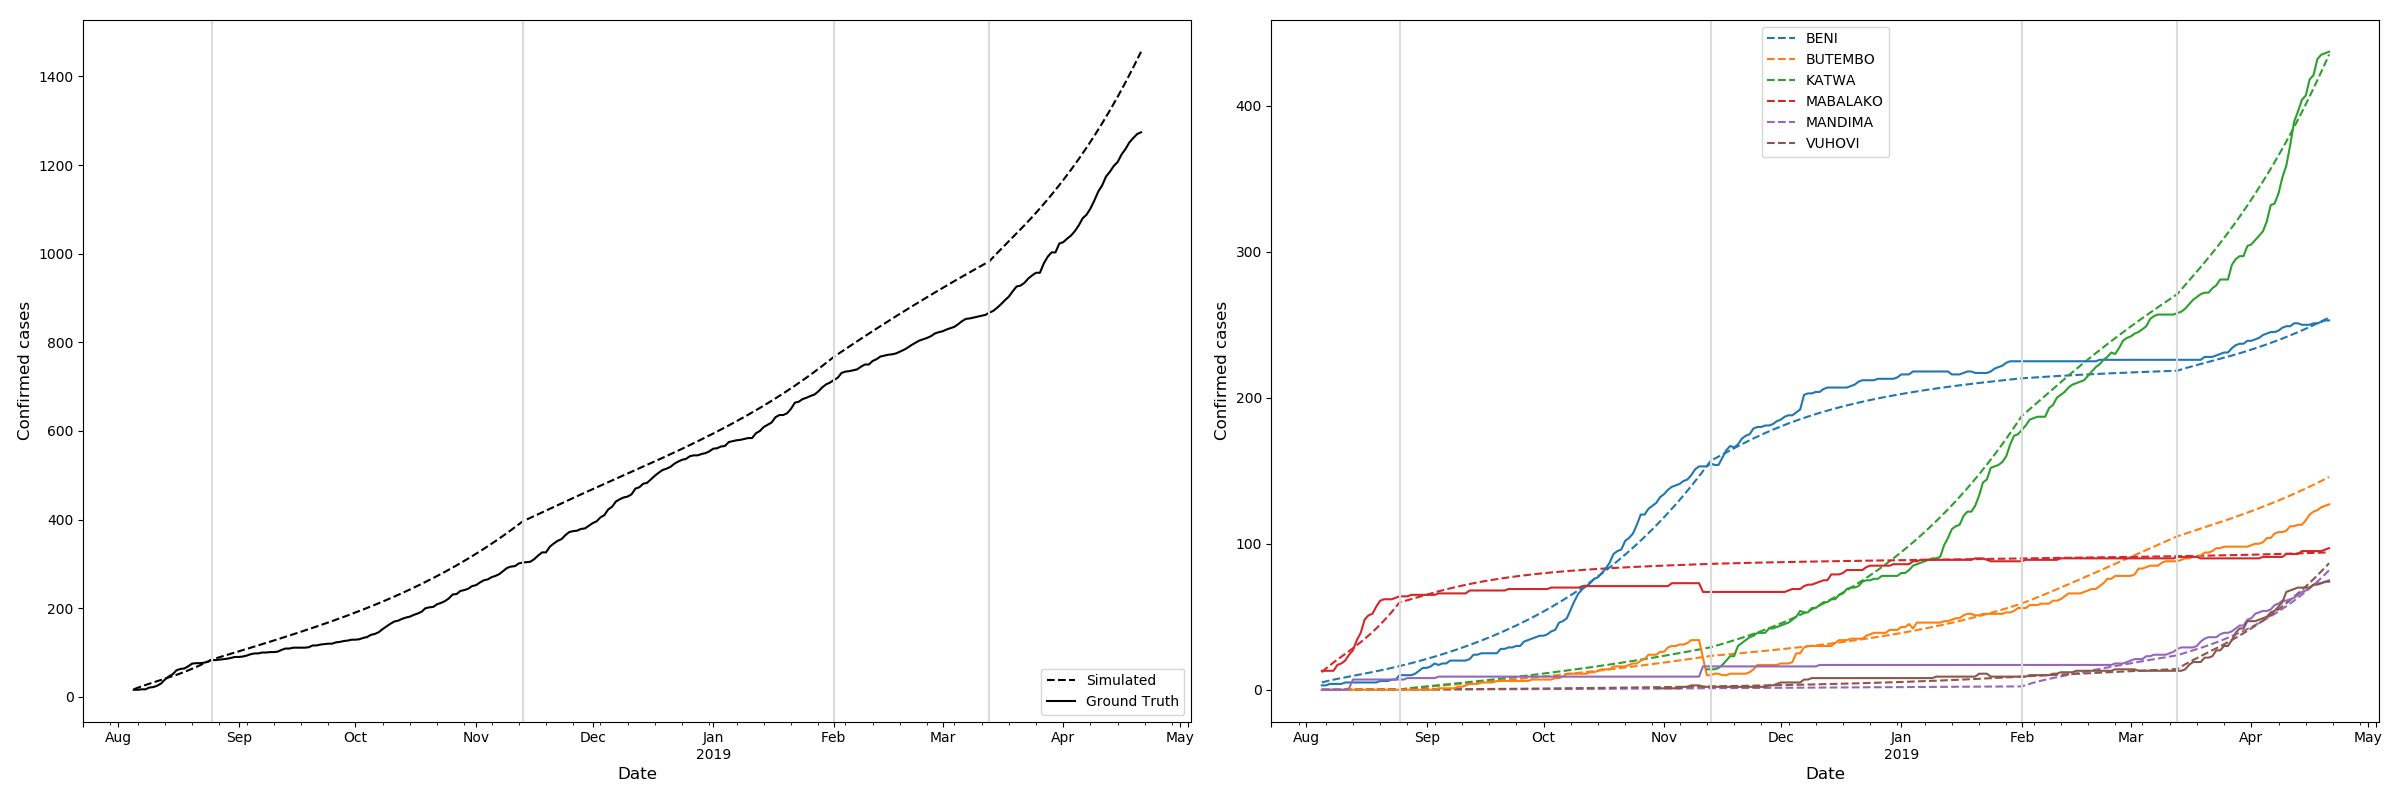 Confirmed cases
1400
1200
1000
800
600
400
200
0
Simulated
Ground Truth
Aug Sep Oct Nov Dec Jan Feb Mar Apr May
2019
Date
Confirmed cases
400
300
200
100
0
BENI
BUTEMBO
KATWA
MABALAKO
MANDIMA
VUHOVI
Aug Sep Oct Nov Dec Jan Feb Mar Apr May
2019
Date